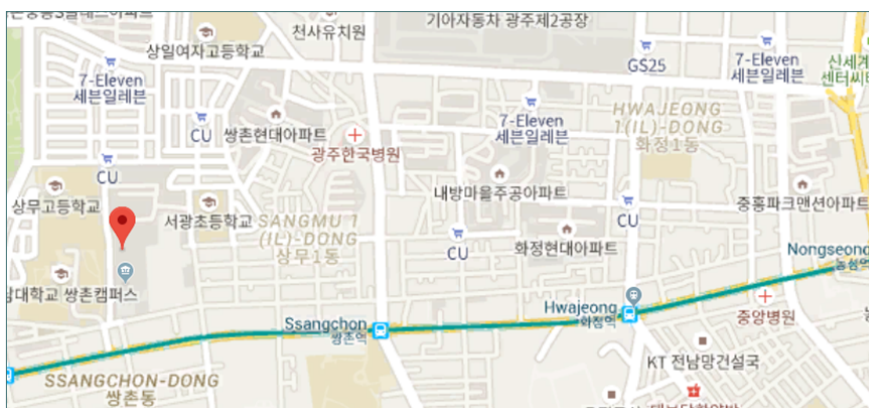 기아자동차 광주제2공장
천사유치원
상일여자고등학교
7-Eleven
세븐일레븐
GS25
7-Eleven
세븐일레븐
신세계
CU
쌍촌현대아파트
광주한국병원
7-Eleven
세븐일레븐
HWAJEONG
1(IL)-DONG
화정1동
CU
상무고등학교
서광초등학교
SANGMU 1
(IL)-DONG
상무1동
내방마을주공아파트
CU
화정현대아파트
CU
중흥파크맨션아파트
Nongseong
농성역
남대학교 쌍촌캠퍼스
Ssangchon
쌍촌역
Hwajeong
화정역
중앙병원
KT 전남망건설국
SSANGCHON-DONG
쌍촌동